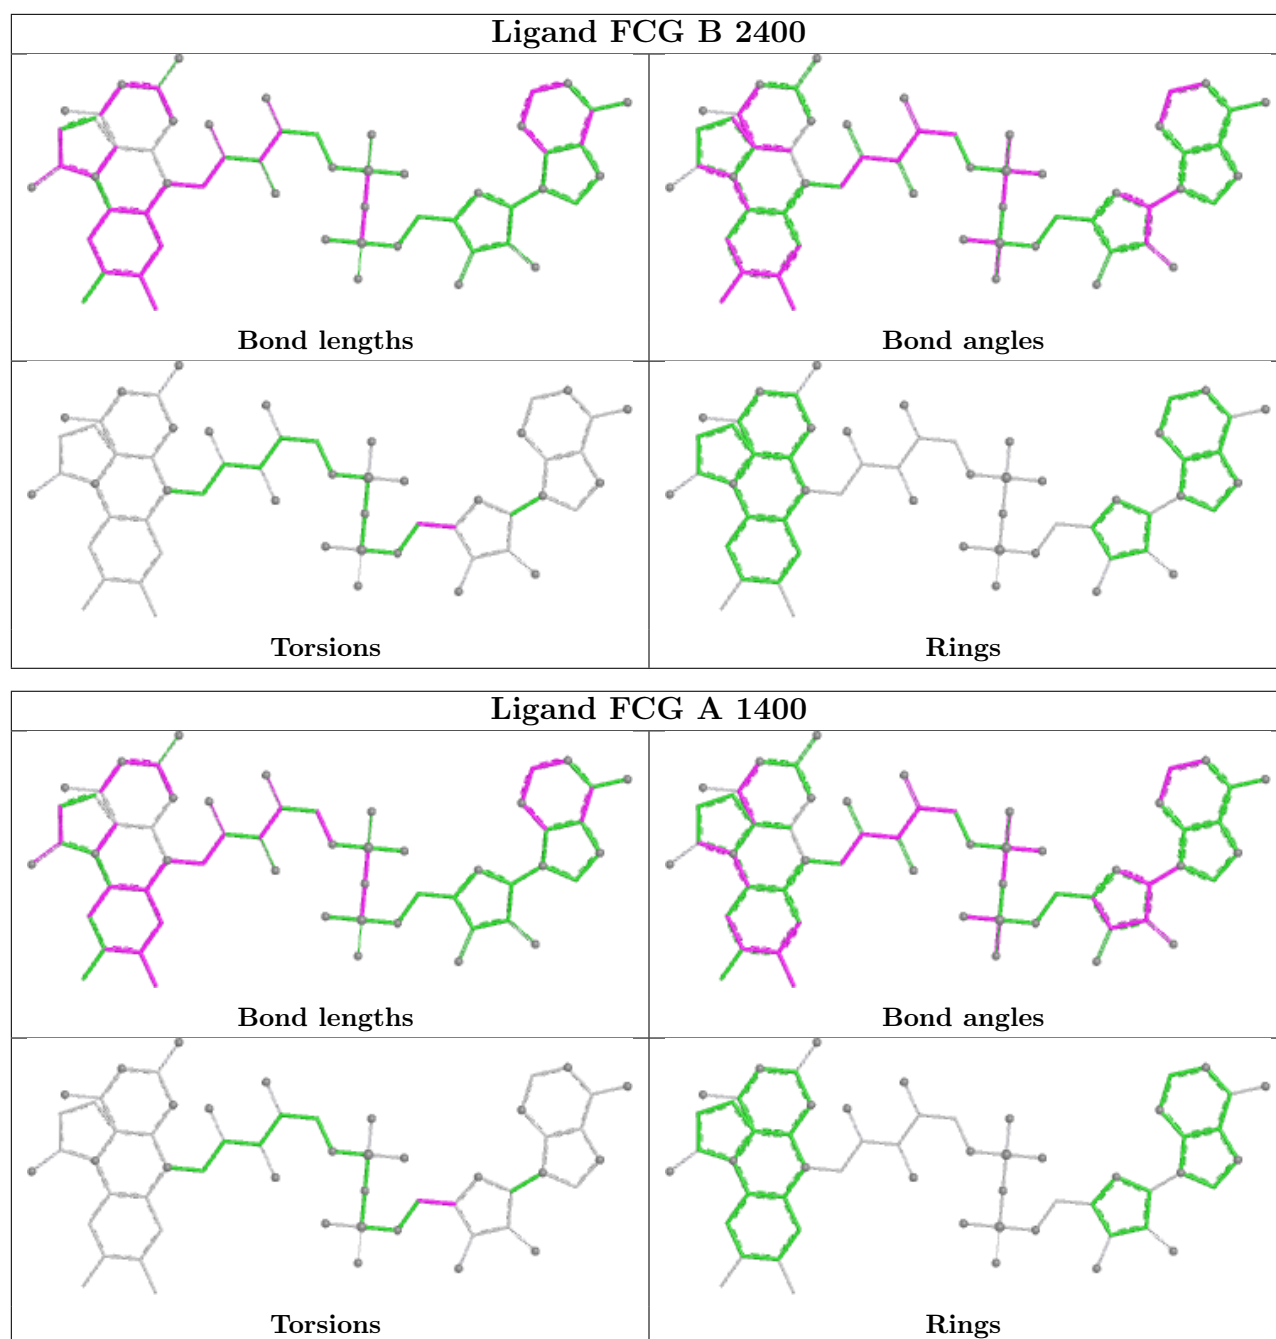 Ligand FCG B 2400
Bond lengths
Bond angles
Torsions
Rings
Ligand FCG A 1400
Bond lengths
Bond angles
Torsions
Rings